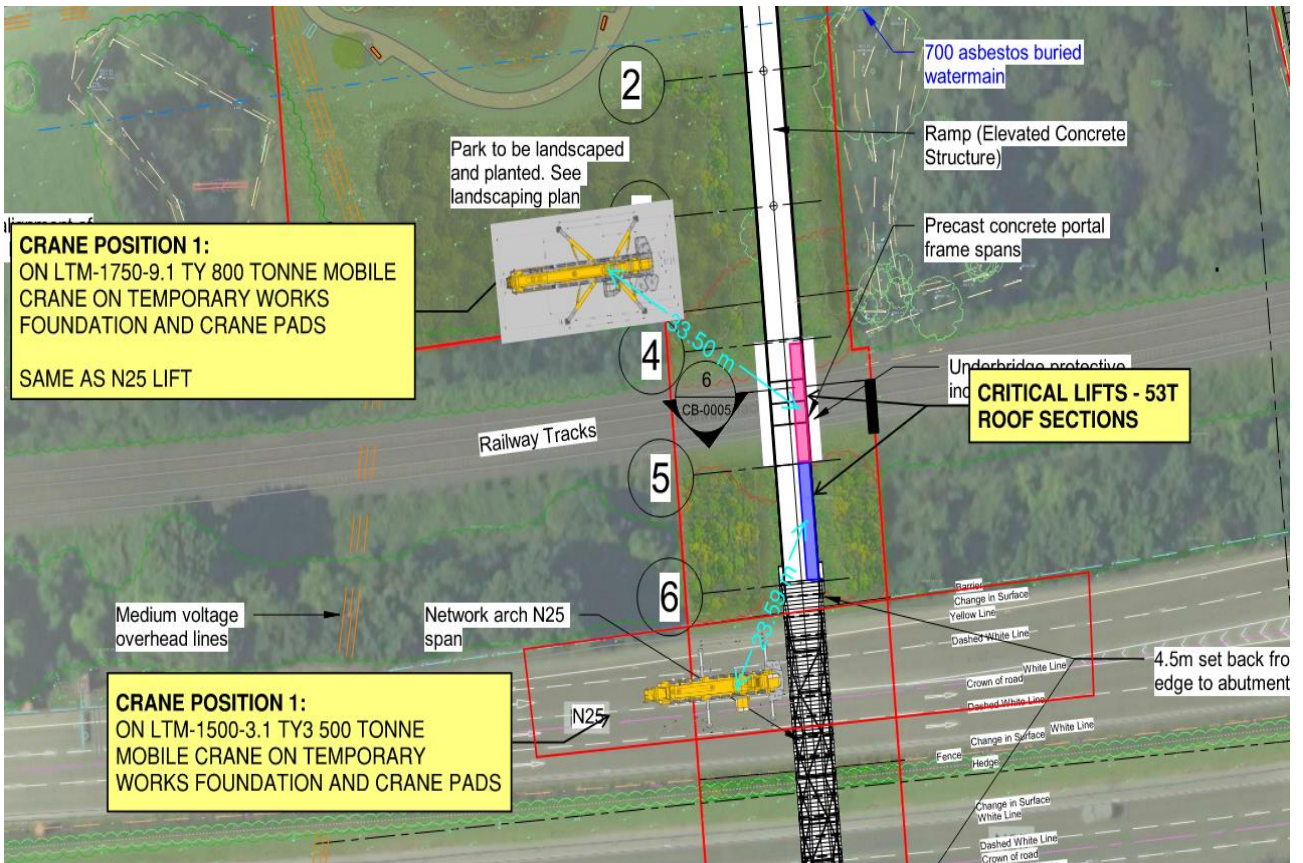 2
700 asbestos buried
watermain
Ramp (Elevated Concrete
Structure)
Park to be landscaped
and planted. See
landscaping plan
Precast concrete portal
frame spans
CRANE POSITION 1:
ON LTM-1750-9.1 TY 800 TONNE MOBILE
CRANE ON TEMPORARY WORKS
FOUNDATION AND CRANE PADS
SAME AS N25 LIFT
33.50 m
4
6
CB-0005
Underbridge protective
CRITICAL LIFTS - 53T
ROOF SECTIONS
Railway Tracks
5
6
23.59 m
Medium voltage
overhead lines
Network arch N25
span
Barrier
Change in Surface
Yellow Line
Dashed White Line
White Line
Crown of road
Dashed White Line
4.5m set back
edge to abutment
CRANE POSITION 1:
ON LTM-1500-3.1 TY3 500 TONNE
MOBILE CRANE ON TEMPORARY
WORKS FOUNDATION AND CRANE PADS
N25
Change in Surface White Line
Fence
Hedge
Change in Surface
White Line
Dashed White Line
Crown of road